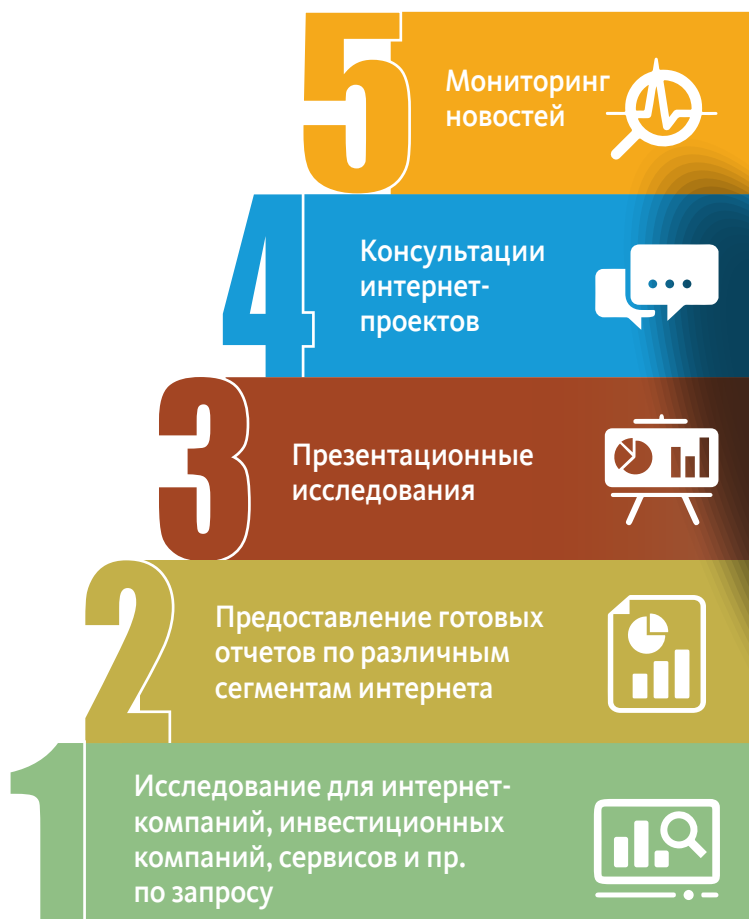 5
Мониторинг
новостей
4
Консультации
интернет-
проектов
3
Презентационные
исследования
2
Предоставление готовых
отчетов по различным
сегментам интернета
1
Исследование для интернет-
компаний, инвестиционных
компаний, сервисов и пр.
по запросу